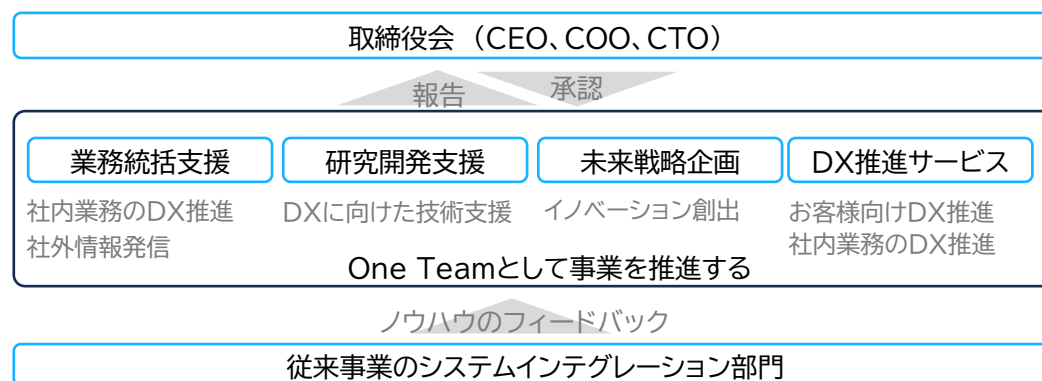 取締役会 （CEO、COO、CTO）
報告
承認
業務統括支援
研究開発支援
未来戦略企画
DX推進サービス
社内業務のDX推進
社外情報発信
DXに向けた技術支援
イノベーション創出
お客様向けDX推進
社内業務のDX推進
One Teamとして事業を推進する
ノウハウのフィードバック
従来事業のシステムインテグレーション部門